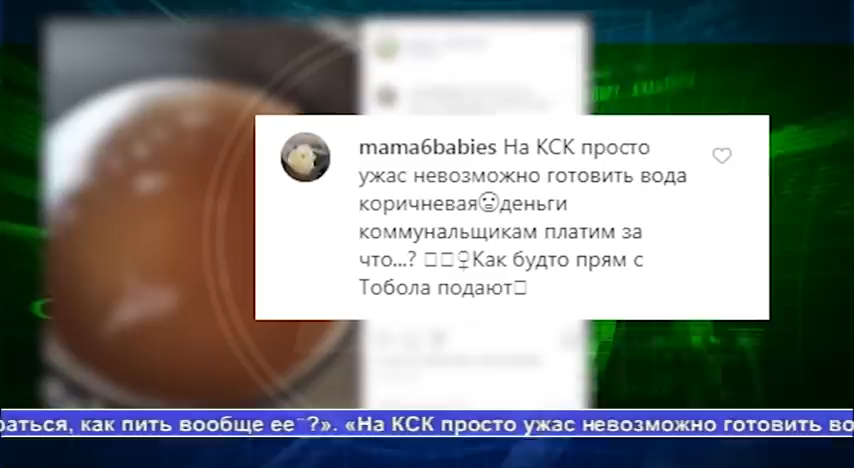 mama6babies На КСК просто
ужас невозможно готовить вода
коричневая😟деньги
коммунальщикам платим за
что...? □□♀Как будто прям с
Тобола подают□
раться, как пить вообще ее¨?». «На КСК просто ужас невозможно готовить во